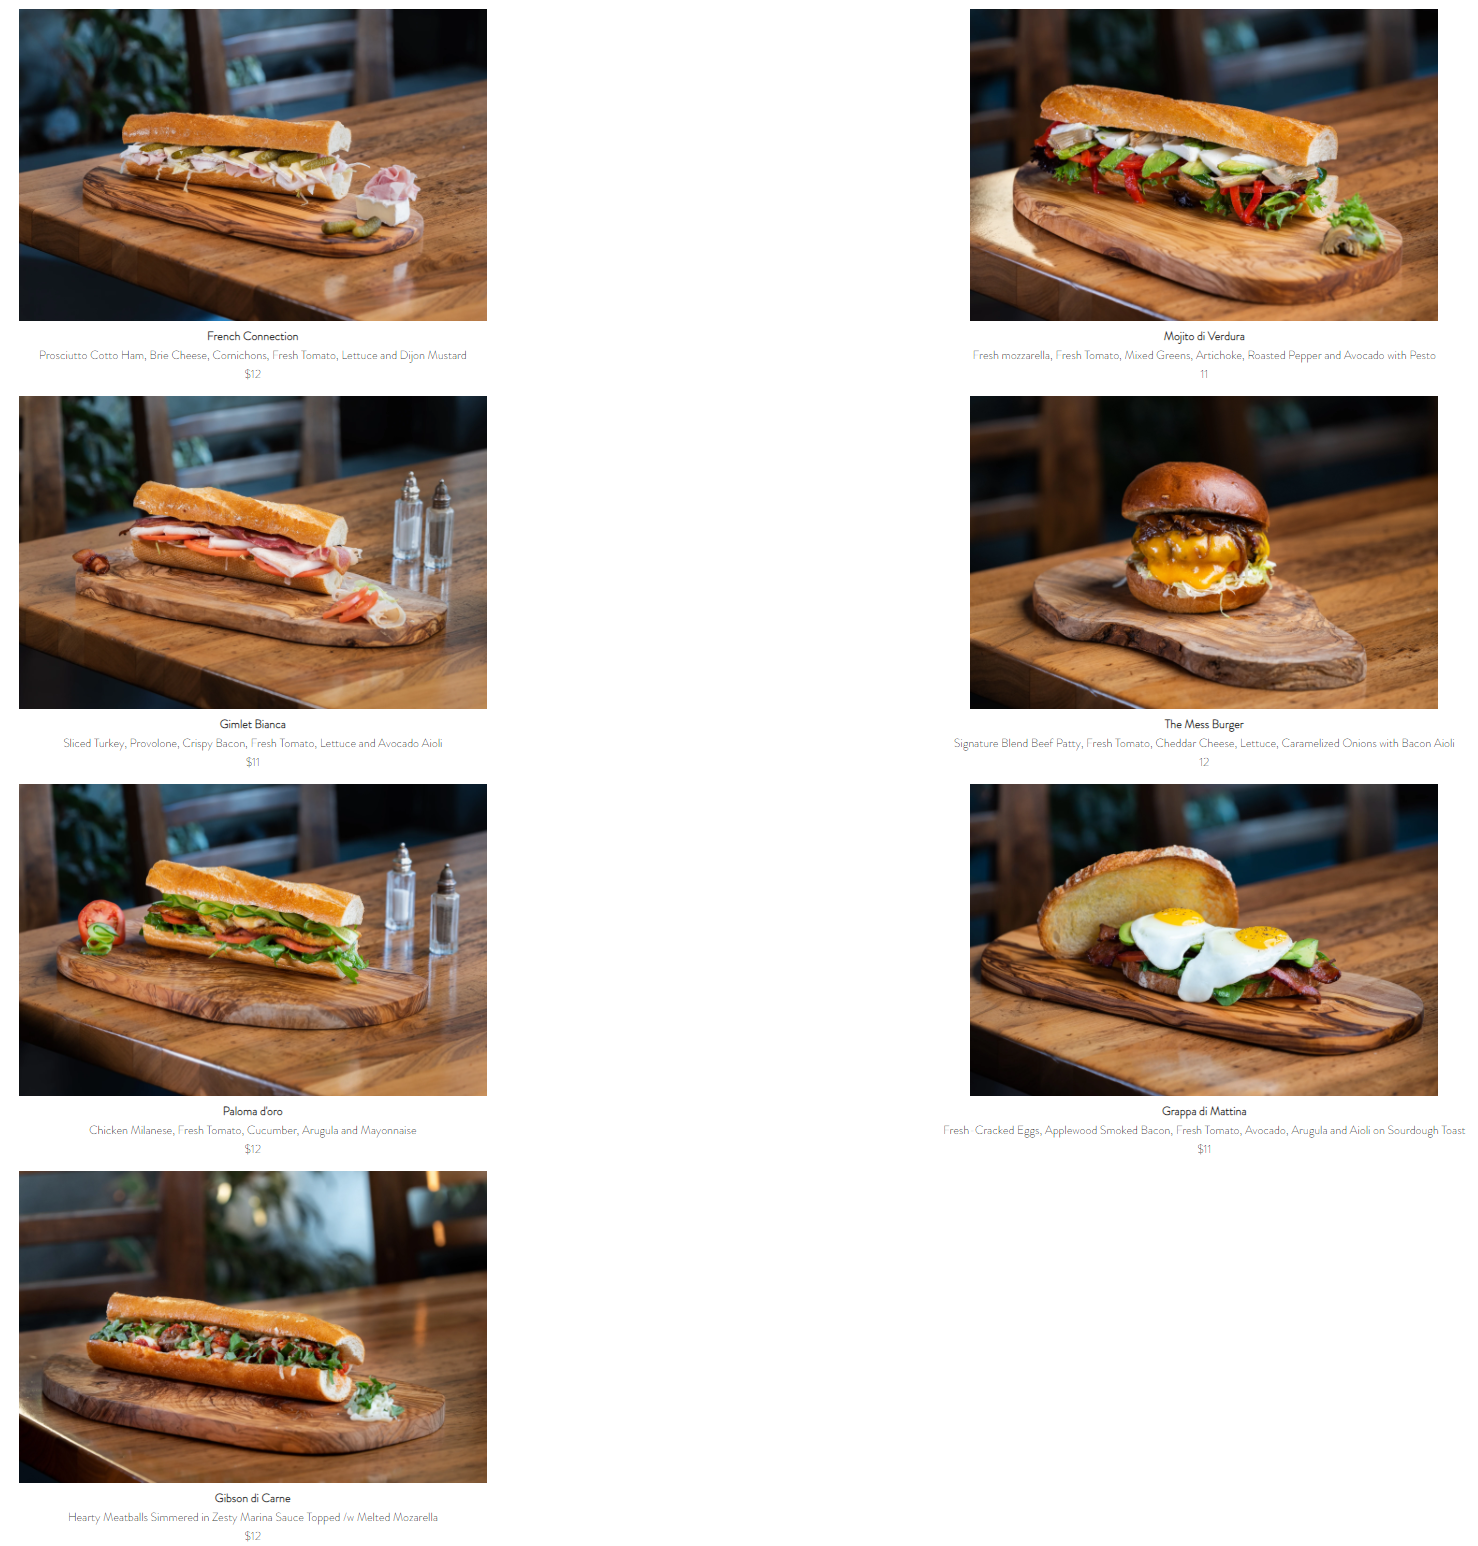 French Connection
Prosciutto Cotto Ham, Brie Cheese, Cornichons, Fresh Tomato, Lettuce and Dijon Mustard
$12
Mojito di Verdura
Fresh mozzarella, Fresh Tomato, Mixed Greens, Artichoke, Roasted Pepper and Avocado with Pesto
11
Gimlet Bianca
Sliced Turkey, Provolone, Crispy Bacon, Fresh Tomato, Lettuce and Avocado Aioli
$11
The Mess Burger
Signature Blend Beef Patty, Fresh Tomato, Cheddar Cheese, Lettuce, Caramelized Onions with Bacon Aioli
12
Paloma d'oro
Chicken Milanese, Fresh Tomato, Cucumber, Arugula and Mayonnaise
$12
Grappa di Mattina
Fresh-Cracked Eggs, Applewood Smoked Bacon, Fresh Tomato, Avocado, Arugula and Aioli on Sourdough Toast
$11
Gibson di Carne
Hearty Meatballs Simmered in Zesty Marina Sauce Topped /w Melted Mozarella
$12